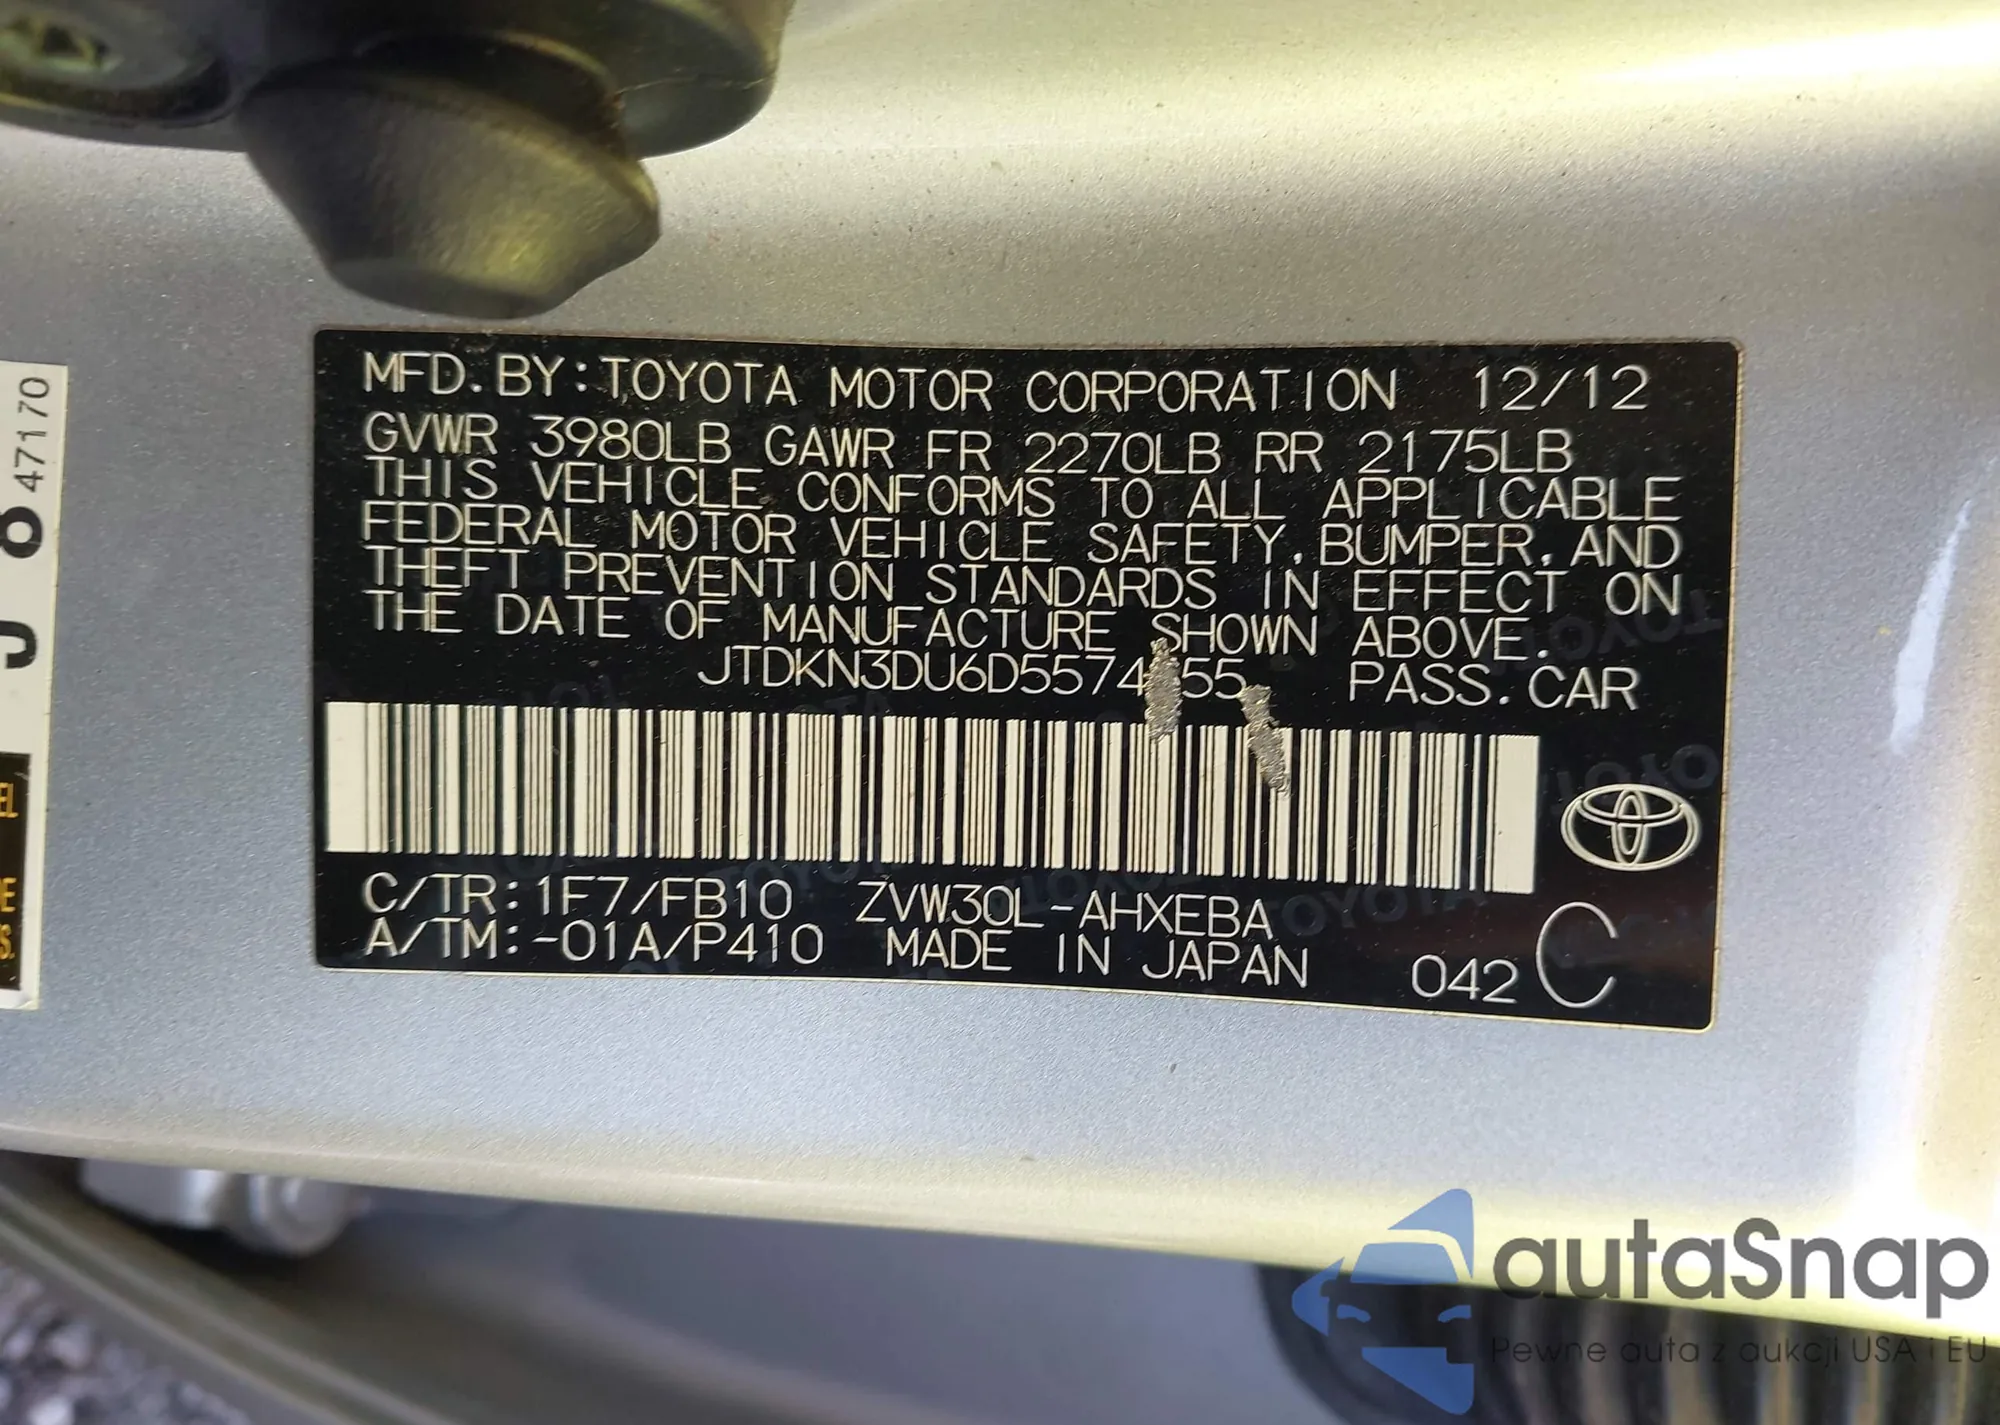 MFD. BY: TOYOTA MOTOR CORPORATION 12/12
GVWR 3980LB GAWR FR 2270LB RR 2175LB
THIS VEHICLE CONFORMS TO ALL APPLICABLE
FEDERAL MOTOR VEHICLE SAFETY, BUMPER, AND
THEFT PREVENTION STANDARDS IN EFFECT ON
THE DATE OF MANUFACTURE SHOWN ABOVE.
PASS. CAR
C/TR: 1F7/FB10 ZVW30L-AHXEBA
A/TM: -01A/P410 MADE IN JAPAN 042 C
J 8 47170
autaSnap
Pewne auta z aukcji USA i EU